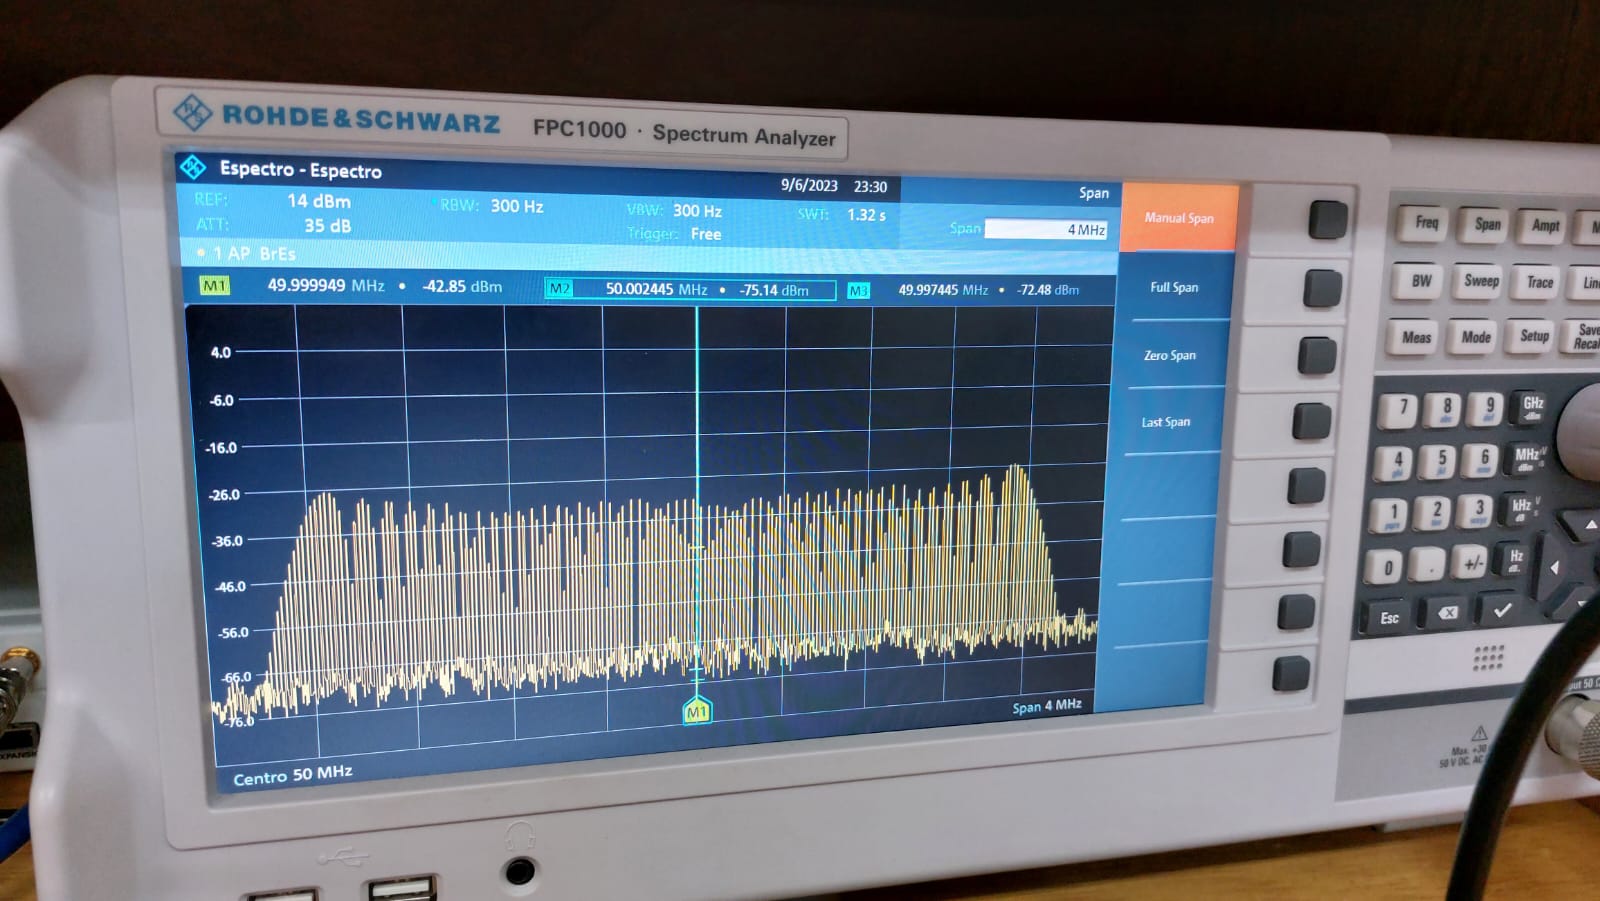 ROHDE&SCHWARZ FPC1000 · Spectrum Analyzer
Espectro - Espectro
9/6/2023 23:30
REF: 14 dBm RBW: 300 Hz VBW: 300 Hz SWT: 1.32 s
ATT: 35 dB Trigger: Free
1 AP BrEs
M1 49.999949 MHz • -42.85 dBm M2 50.002445 MHz • -75.14 dBm M3 49.997445 MHz • -72.48 dBm
4.0
-6.0
-16.0
-26.0
-36.0
-46.0
-56.0
-66.0
-76.0
M1
Centro 50 MHz
Span 4 MHz
Span
Span 4 MHz
Manual Span
Full Span
Zero Span
Last Span
Freq Span Ampt
BW Sweep Trace
Meas Mode Setup Save
7 8 9 GHz
-dBm
4 5 6 MHz
dBm
1 2 3 kHz
dB
0 . +/- Hz
dB..
Esc
50 Ω
Max. +30
50 V DC, AC